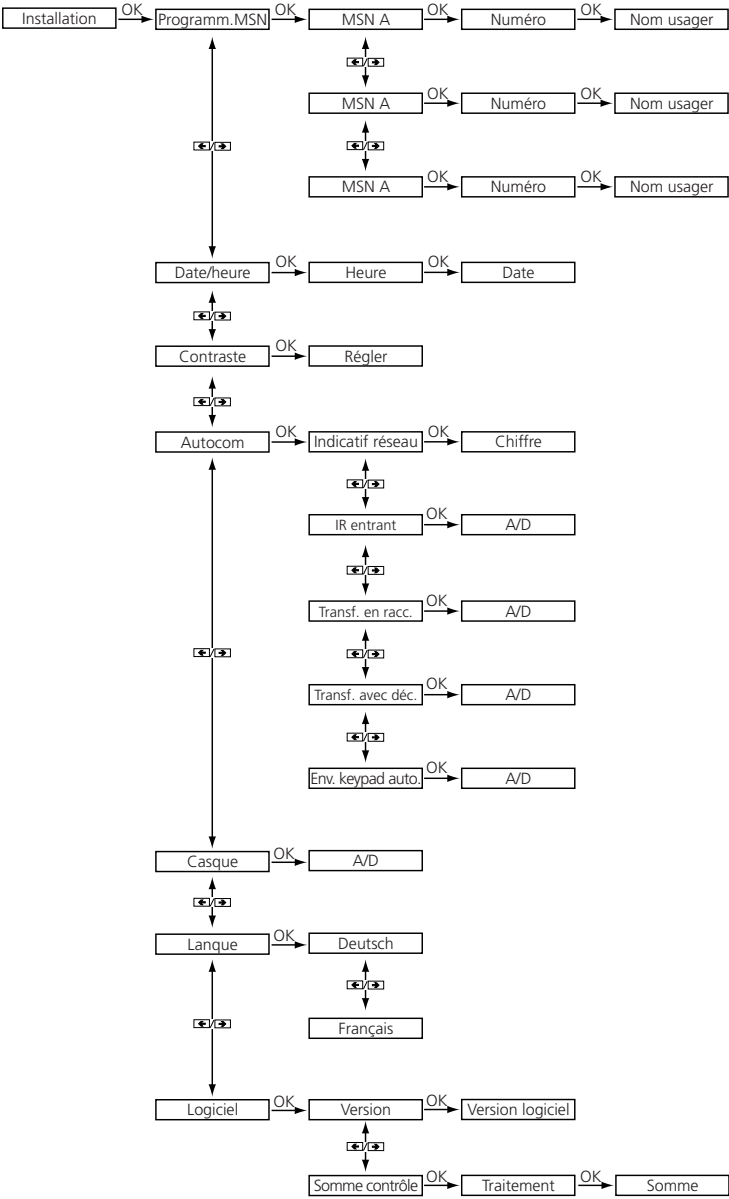 Installation OK Programm.MSN OK MSN A OK Numéro OK Nom usager
MSN A OK Numéro OK Nom usager
MSN A OK Numéro OK Nom usager
Date/heure OK Heure OK Date
Contraste OK Régler
Autocom OK Indicatif réseau OK Chiffre
IR entrant OK A/D
Transf. en racc. OK A/D
Transf. avec déc. OK A/D
Env. keypad auto. OK A/D
Casque OK A/D
Lanque OK Deutsch
Français
Logiciel OK Version OK Version logiciel
Somme contrôle OK Traitement OK Somme